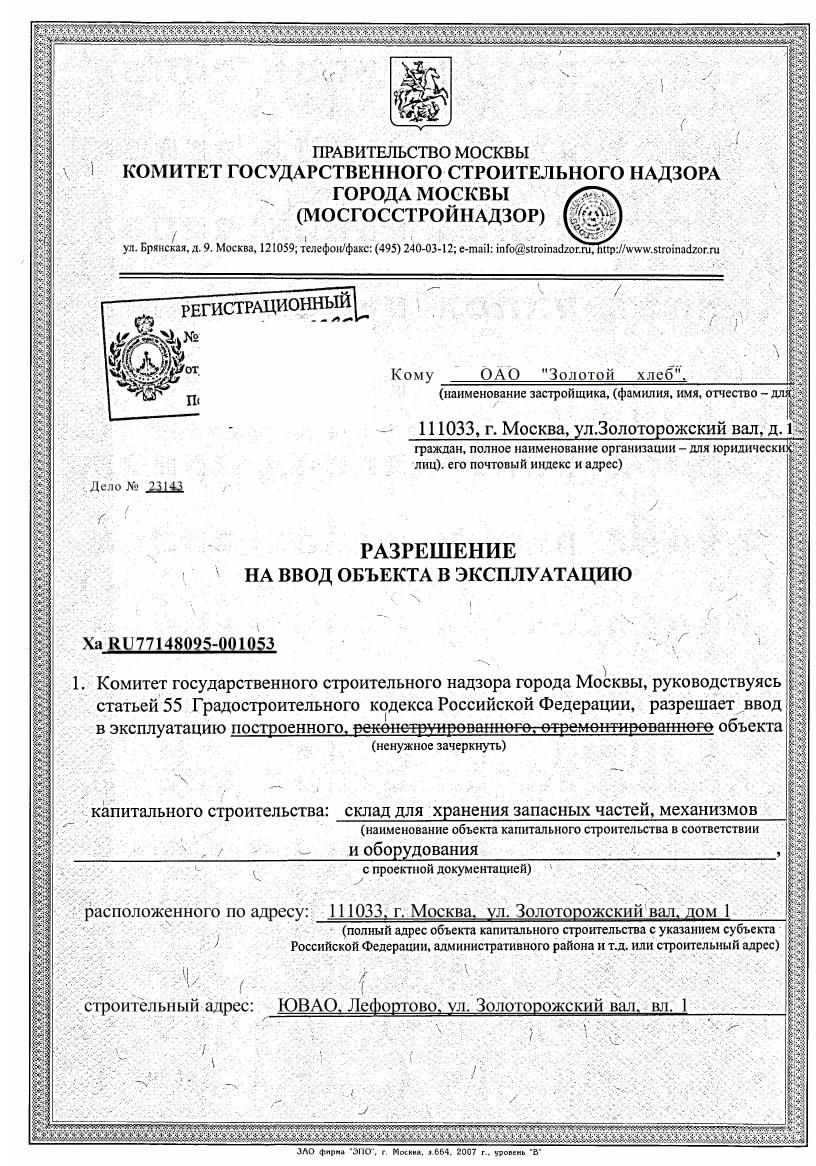 ПРАВИТЕЛЬСТВО МОСКВЫ
КОМИТЕТ ГОСУДАРСТВЕННОГО СТРОИТЕЛЬНОГО НАДЗОРА
ГОРОДА МОСКВЫ
(МОСГОССТРОЙНАДЗОР)
ул. Брянская, д. 9. Москва, 121059; телефон/факс: (495) 240-03-12; e-mail: info@stroinadzor.ru, http://www.stroinadzor.ru
РЕГИСТРАЦИОННЫЙ
№
от
Кому ОАО "Золотой хлеб",
(наименование застройщика, (фамилия, имя, отчество – для
111033, г. Москва, ул.Золоторожский вал, д. 1
граждан, полное наименование организации – для юридических
лиц). его почтовый индекс и адрес)
Дело № 23143
РАЗРЕШЕНИЕ
НА ВВОД ОБЪЕКТА В ЭКСПЛУАТАЦИЮ
Ха RU77148095-001053
1. Комитет государственного строительного надзора города Москвы, руководствуясь
статьей 55 Градостроительного кодекса Российской Федерации, разрешает ввод
в эксплуатацию построенного, реконструированного, отремонтированного объекта
(ненужное зачеркнуть)
капитального строительства: склад для хранения запасных частей, механизмов
(наименование объекта капитального строительства в соответствии
и оборудования ,
с проектной документацией)
расположенного по адресу: 111033, г. Москва, ул. Золоторожский вал, дом 1
(полный адрес объекта капитального строительства с указанием субъекта
Российской Федерации, административного района и т.д. или строительный адрес)
строительный адрес: ЮВАО, Лефортово, ул. Золоторожский вал, вл. 1
ЗАО фирма "ЭПО", г. Москва, з.664, 2007 г., уровень "В"